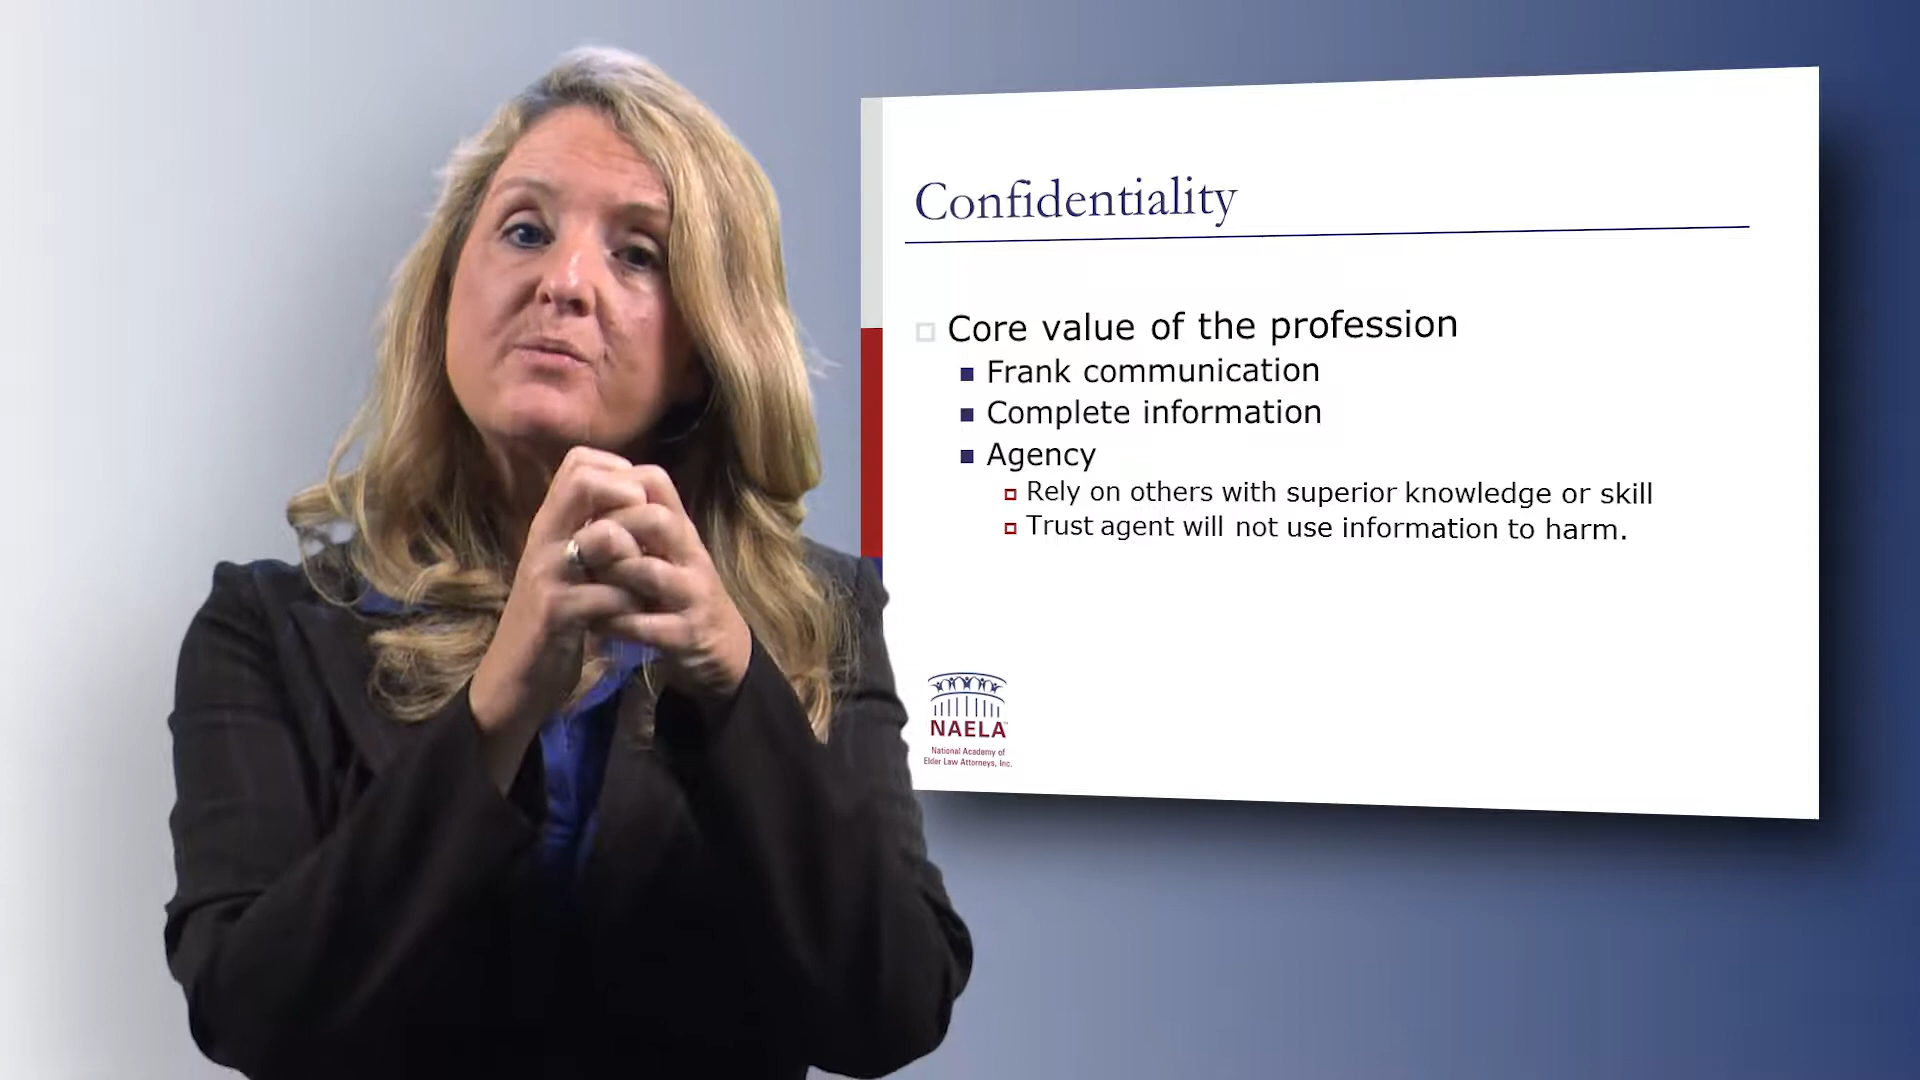 Confidentiality
Core value of the profession
Frank communication
Complete information
Agency
Rely on others with superior knowledge or skill
Trust agent will not use information to harm.
NAELA™
National Academy of
Elder Law Attorneys, Inc.